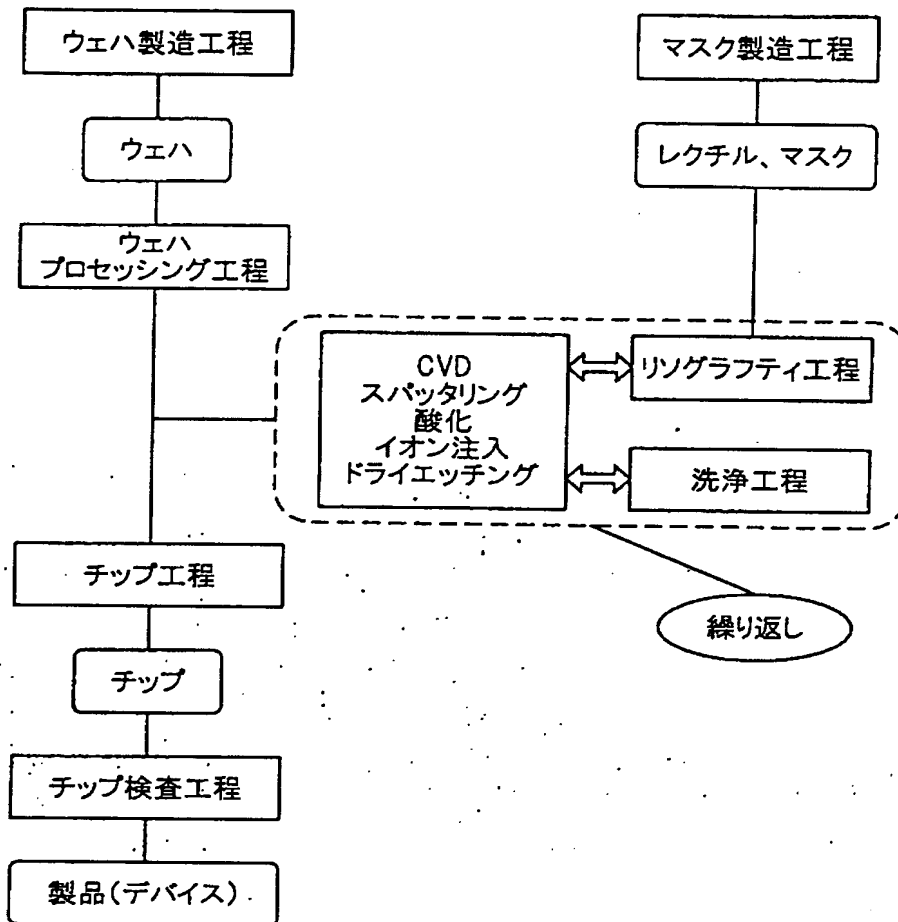 ウェハ製造工程
マスク製造工程
ウェハ
レクチル、マスク
ウェハ
プロセッシング工程
CVD
スパッタリング
酸化
イオン注入
ドライエッチング
リソグラフティ工程
洗浄工程
チップ工程
繰り返し
チップ
チップ検査工程
製品(デバイス)